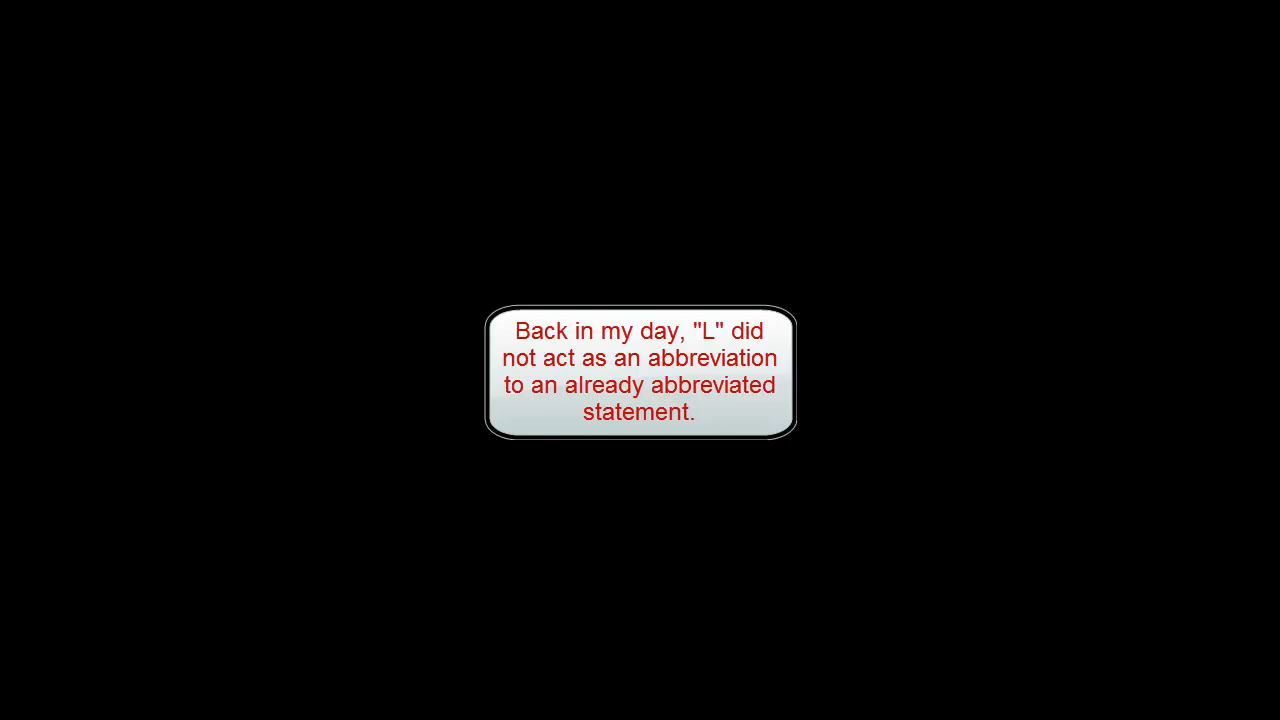 Back in my day, "L" did
not act as an abbreviation
to an already abbreviated
statement.